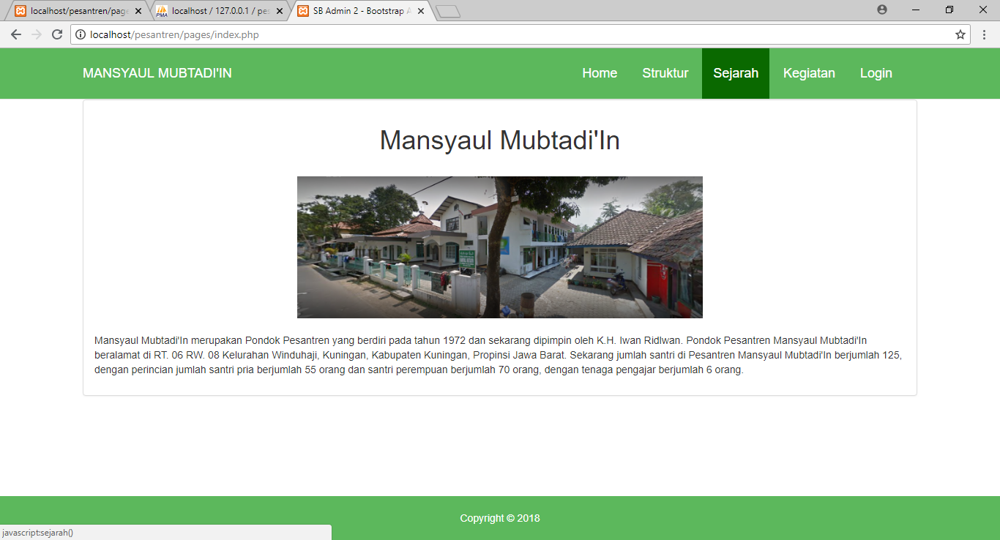 localhost/pesantren/page
localhost / 127.0.0.1 / pes
SB Admin 2 - Bootstrap A
localhost/pesantren/pages/index.php
MANSYAUL MUBTADI'IN
Home
Struktur
Sejarah
Kegiatan
Login
Mansyaul Mubtadi'In
Mansyaul Mubtadi'In merupakan Pondok Pesantren yang berdiri pada tahun 1972 dan sekarang dipimpin oleh K.H. Iwan Ridlwan. Pondok Pesantren Mansyaul Mubtadi'In
beralamat di RT. 06 RW. 08 Kelurahan Winduhaji, Kuningan, Kabupaten Kuningan, Propinsi Jawa Barat. Sekarang jumlah santri di Pesantren Mansyaul Mubtadi'In berjumlah 125,
dengan perincian jumlah santri pria berjumlah 55 orang dan santri perempuan berjumlah 70 orang, dengan tenaga pengajar berjumlah 6 orang.
Copyright © 2018
javascript:sejarah()